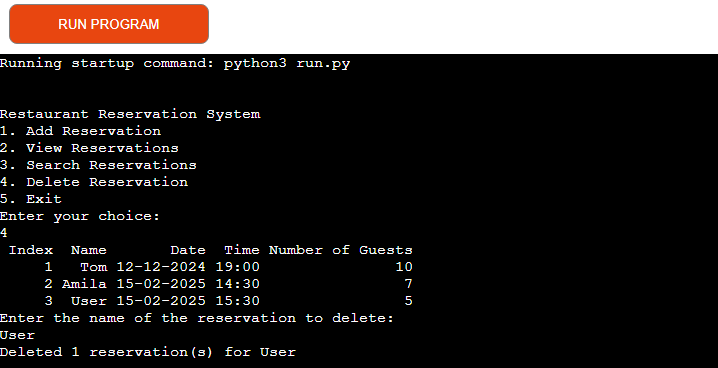 RUN PROGRAM
Running startup command: python3 run.py
Restaurant Reservation System
1. Add Reservation
2. View Reservations
3. Search Reservations
4. Delete Reservation
5. Exit
Enter your choice:
4
Index Name Date Time Number of Guests
1 Tom 12-12-2024 19:00 10
2 Amila 15-02-2025 14:30 7
3 User 15-02-2025 15:30 5
Enter the name of the reservation to delete:
User
Deleted 1 reservation(s) for User